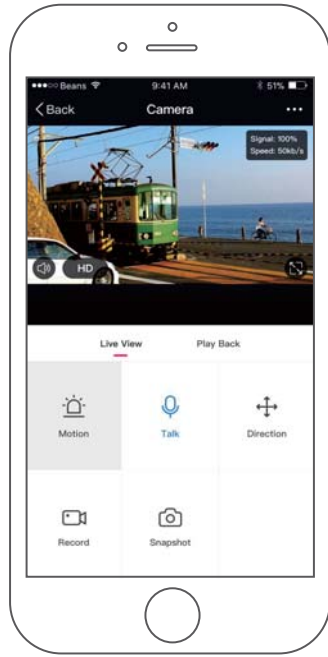 ●●●○○ Beans 9:41 AM 51%
Back Camera •••
Signal: 100%
Speed: 50kb/s
HD
Live View Play Back
Motion Talk Direction
Record Snapshot